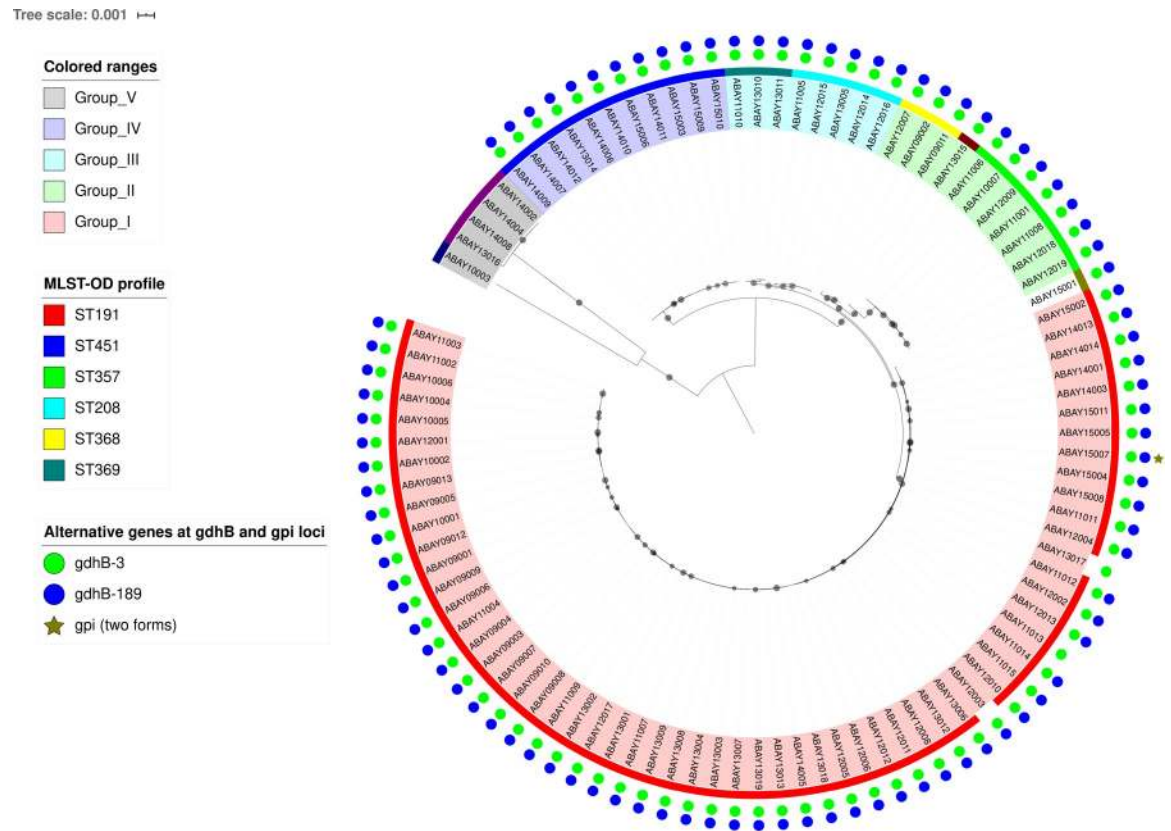 Tree scale: 0.001
Colored ranges
Group_V
Group_IV
Group_III
Group_II
Group_I
MLST-OD profile
ST191
ST451
ST357
ST208
ST368
ST369
Alternative genes at gdhB and gpi loci
gdhB-3
gdhB-189
gpi (two forms)
ABAY10003
ABAY13016
ABAY14008
ABAY14004
ABAY14002
ABAY14009
ABAY14007
ABAY14012
ABAY13014
ABAY14006
ABAY14010
ABAY15006
ABAY14011
ABAY15003
ABAY15009
ABAY15010
ABAY11010
ABAY13010
ABAY13011
ABAY11005
ABAY12015
ABAY13005
ABAY12014
ABAY12016
ABAY12007
ABAY09002
ABAY09011
ABAY13015
ABAY11006
ABAY10007
ABAY12009
ABAY11001
ABAY11008
ABAY12018
ABAY12019
ABAY15001
ABAY15002
ABAY14013
ABAY14014
ABAY14001
ABAY14003
ABAY15011
ABAY15005
ABAY15007
ABAY15004
ABAY15008
ABAY11011
ABAY12004
ABAY13017
ABAY11012
ABAY12002
ABAY12013
ABAY11013
ABAY11014
ABAY11015
ABAY12010
ABAY12003
ABAY13006
ABAY13012
ABAY12008
ABAY12011
ABAY12012
ABAY12006
ABAY12005
ABAY13018
ABAY14005
ABAY13013
ABAY13019
ABAY13007
ABAY13003
ABAY13004
ABAY13008
ABAY13009
ABAY11007
ABAY13001
ABAY12017
ABAY13002
ABAY11009
ABAY09008
ABAY09010
ABAY09007
ABAY09003
ABAY09004
ABAY11004
ABAY09006
ABAY09009
ABAY09001
ABAY09012
ABAY10001
ABAY09005
ABAY09013
ABAY10002
ABAY12001
ABAY10005
ABAY10004
ABAY10006
ABAY11002
ABAY11003